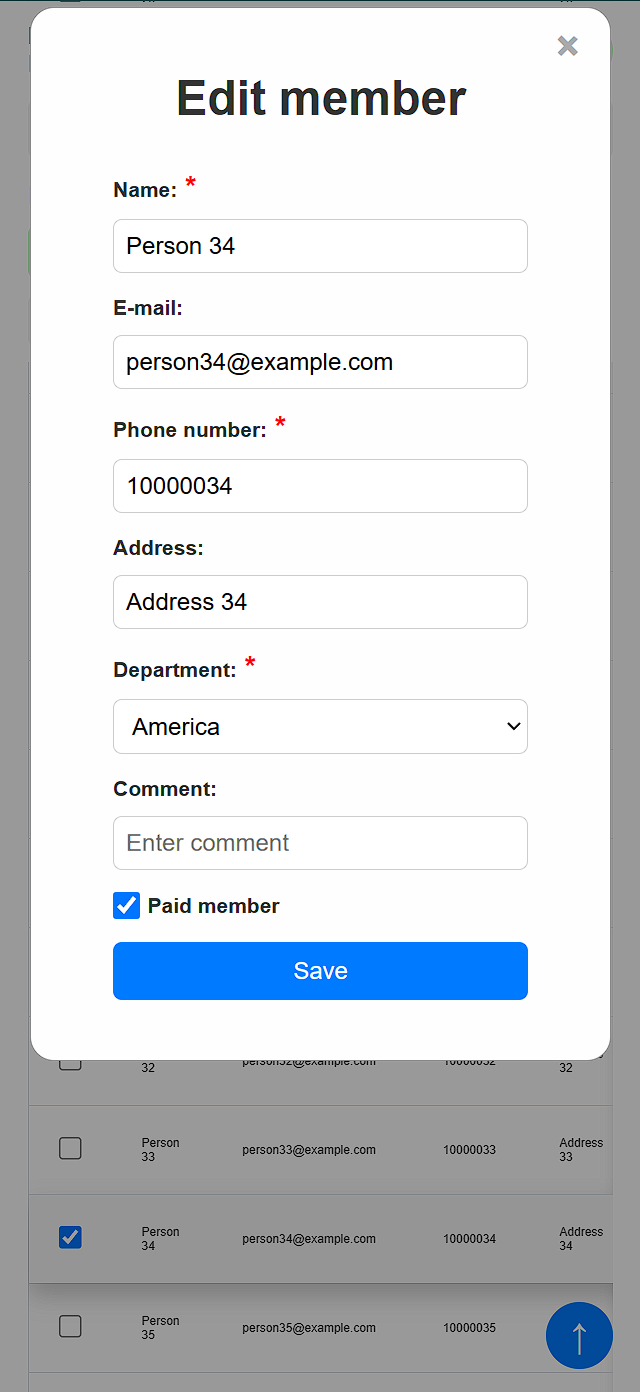 ×
Edit member
Name: *
Person 34
E-mail:
person34@example.com
Phone number: *
10000034
Address:
Address 34
Department: *
America
Comment:
Enter comment
Paid member
Save
person32@example.com 10000032
32 32
Person Address
33 person33@example.com 10000033 33
Person Address
34 person34@example.com 10000034 34
Person
35 person35@example.com 10000035
↑